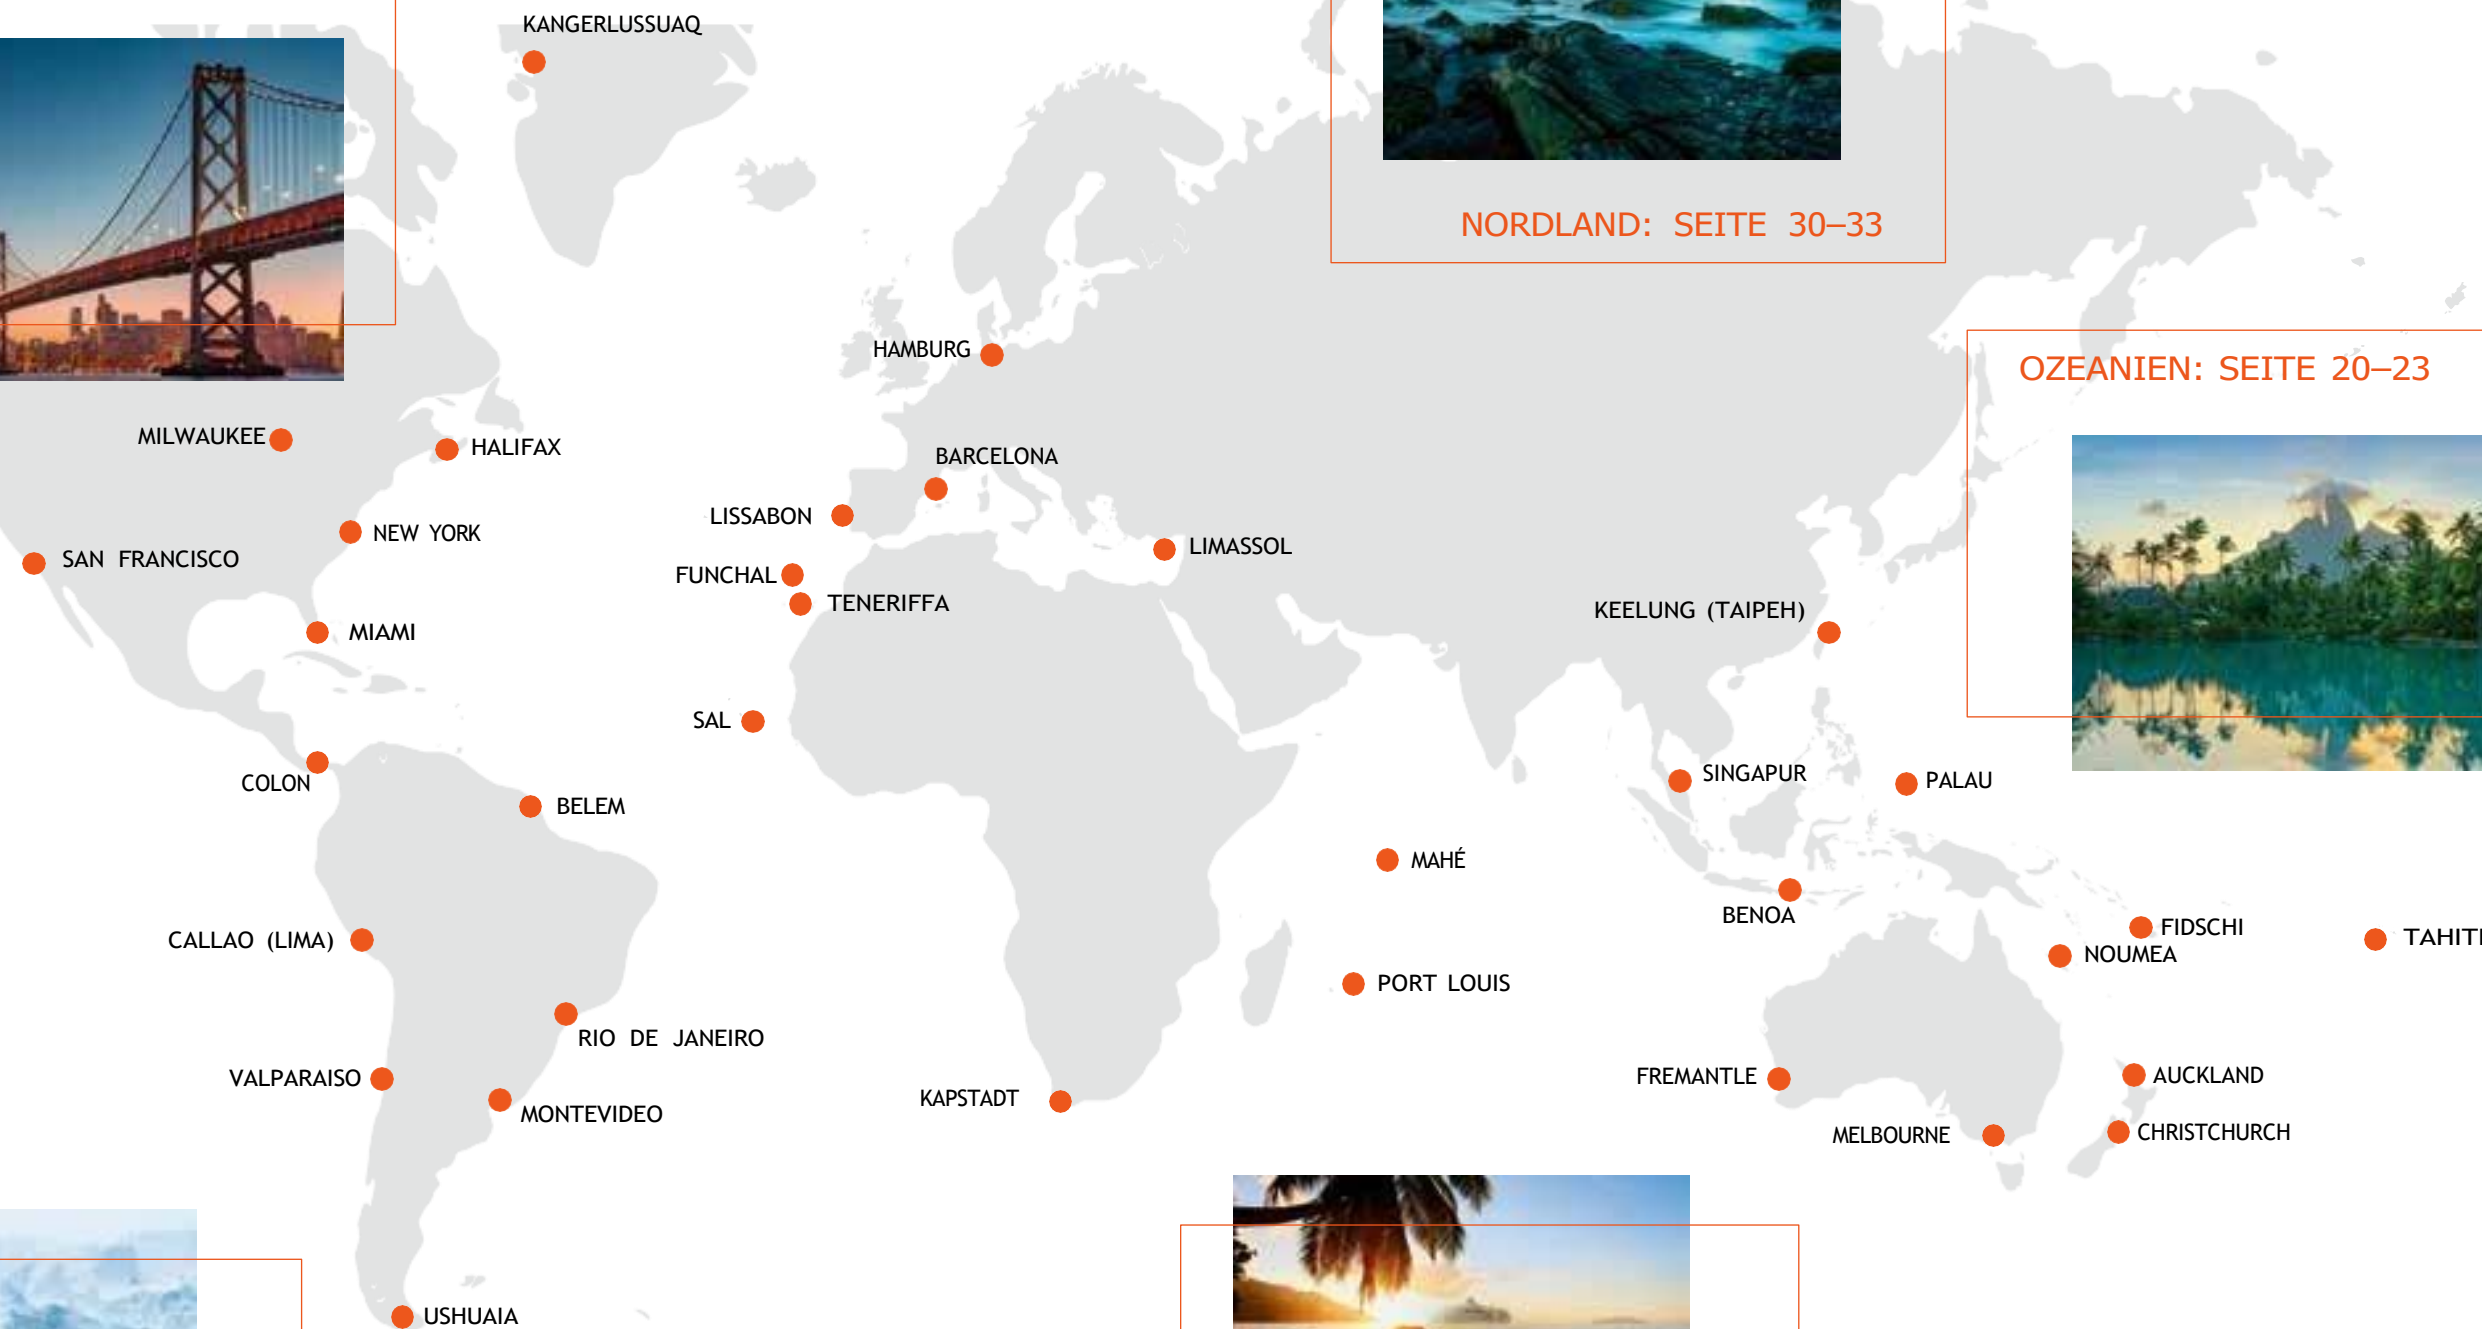 KANGERLUSSUAQ
NORDLAND: SEITE 30–33
HAMBURG
OZEANIEN: SEITE 20–23
MILWAUKEE
HALIFAX
BARCELONA
LISSABON
NEW YORK
LIMASSOL
SAN FRANCISCO
FUNCHAL
TENERIFFA
KEELUNG (TAIPEH)
MIAMI
SAL
COLON
SINGAPUR
PALAU
BELEM
MAHÉ
BENOA
CALLAO (LIMA)
FIDSCHI
TAHITI
NOUMEA
PORT LOUIS
RIO DE JANEIRO
VALPARAISO
FREMANTLE
AUCKLAND
KAPSTADT
MONTEVIDEO
MELBOURNE
CHRISTCHURCH
USHUAIA